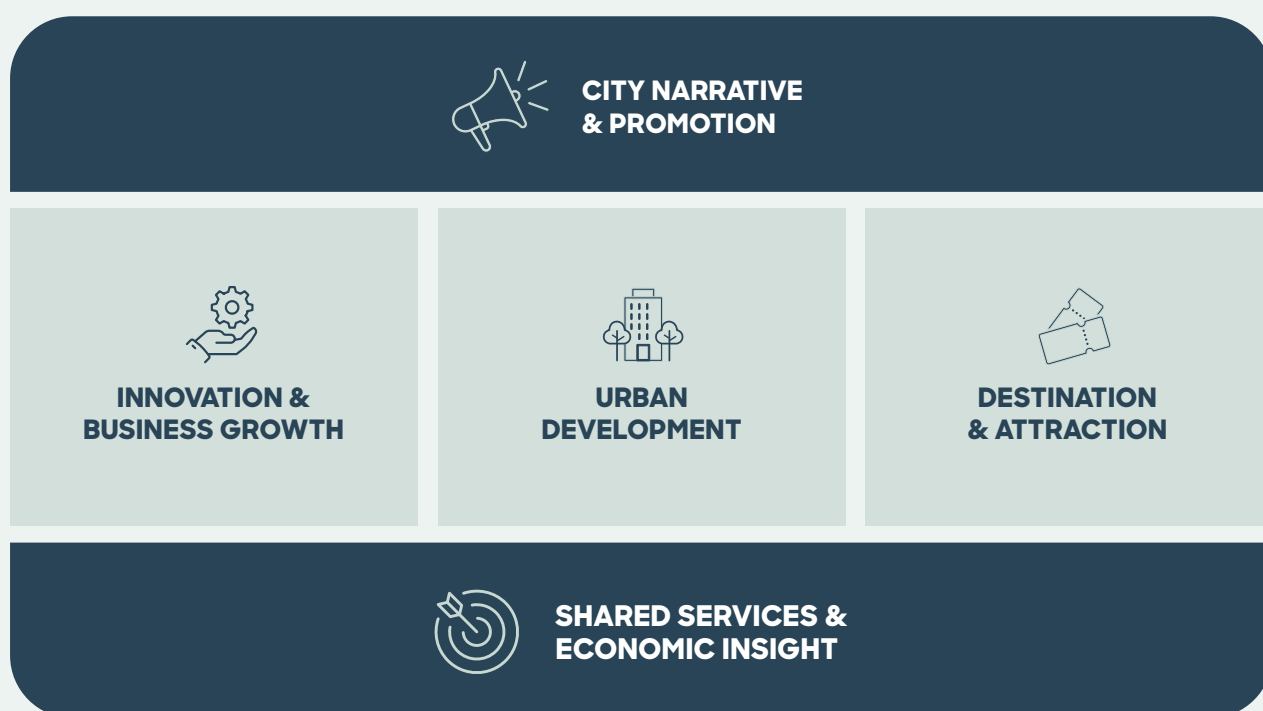 CITY NARRATIVE
& PROMOTION
INNOVATION &
BUSINESS GROWTH
URBAN
DEVELOPMENT
DESTINATION
& ATTRACTION
SHARED SERVICES &
ECONOMIC INSIGHT